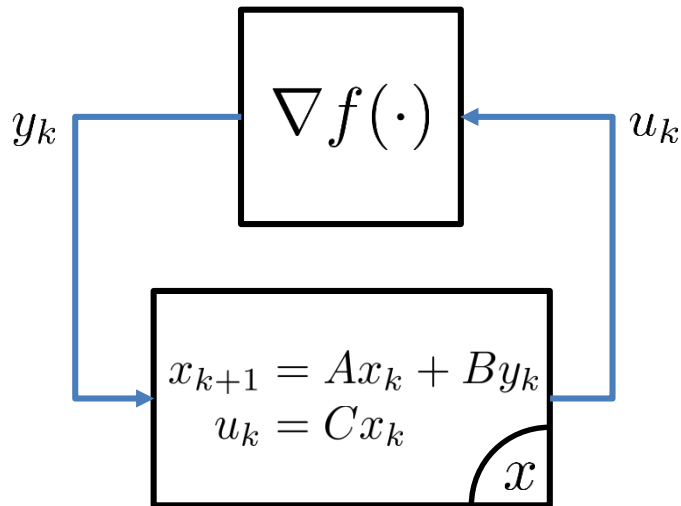 ∇f(·)
y_k
u_k
x_{k+1} = Ax_k + By_k
u_k = Cx_k
x